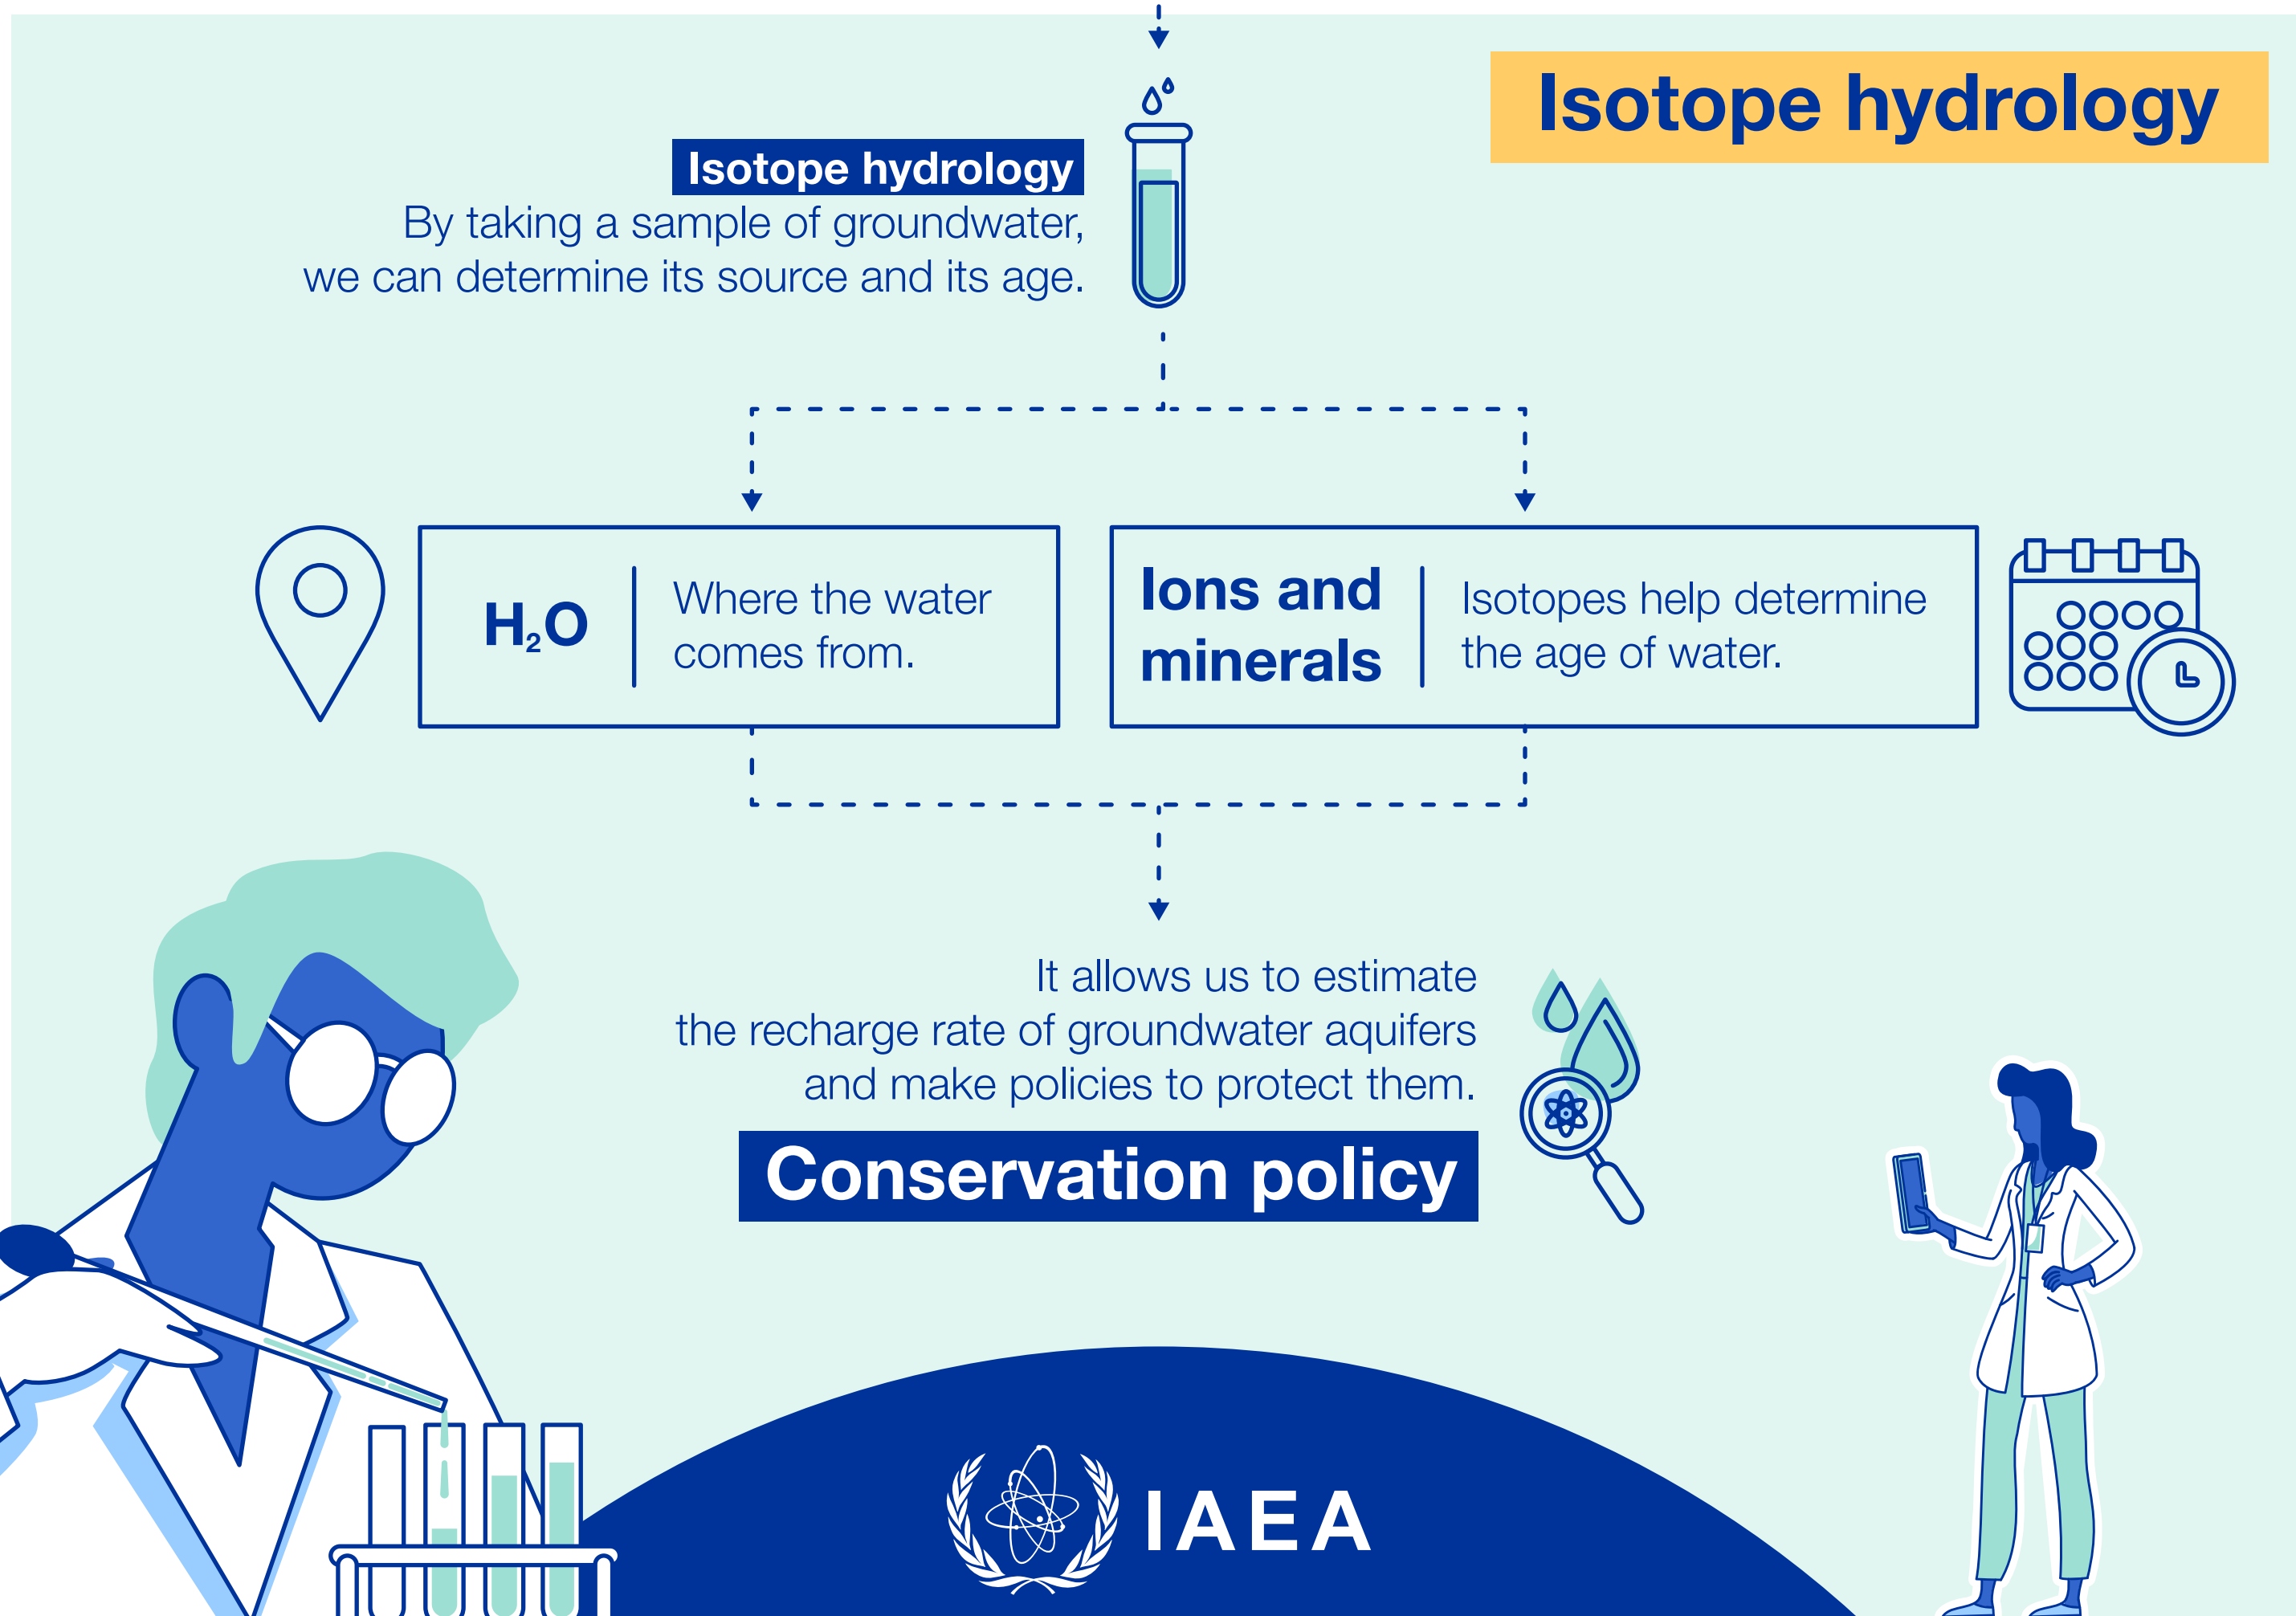 Isotope hydrology
Isotope hydrology
By taking a sample of groundwater,
we can determine its source and its age.
H₂O
Where the water
comes from.
Ions and
minerals
Isotopes help determine
the age of water.
It allows us to estimate
the recharge rate of groundwater aquifers
and make policies to protect them.
Conservation policy
IAEA